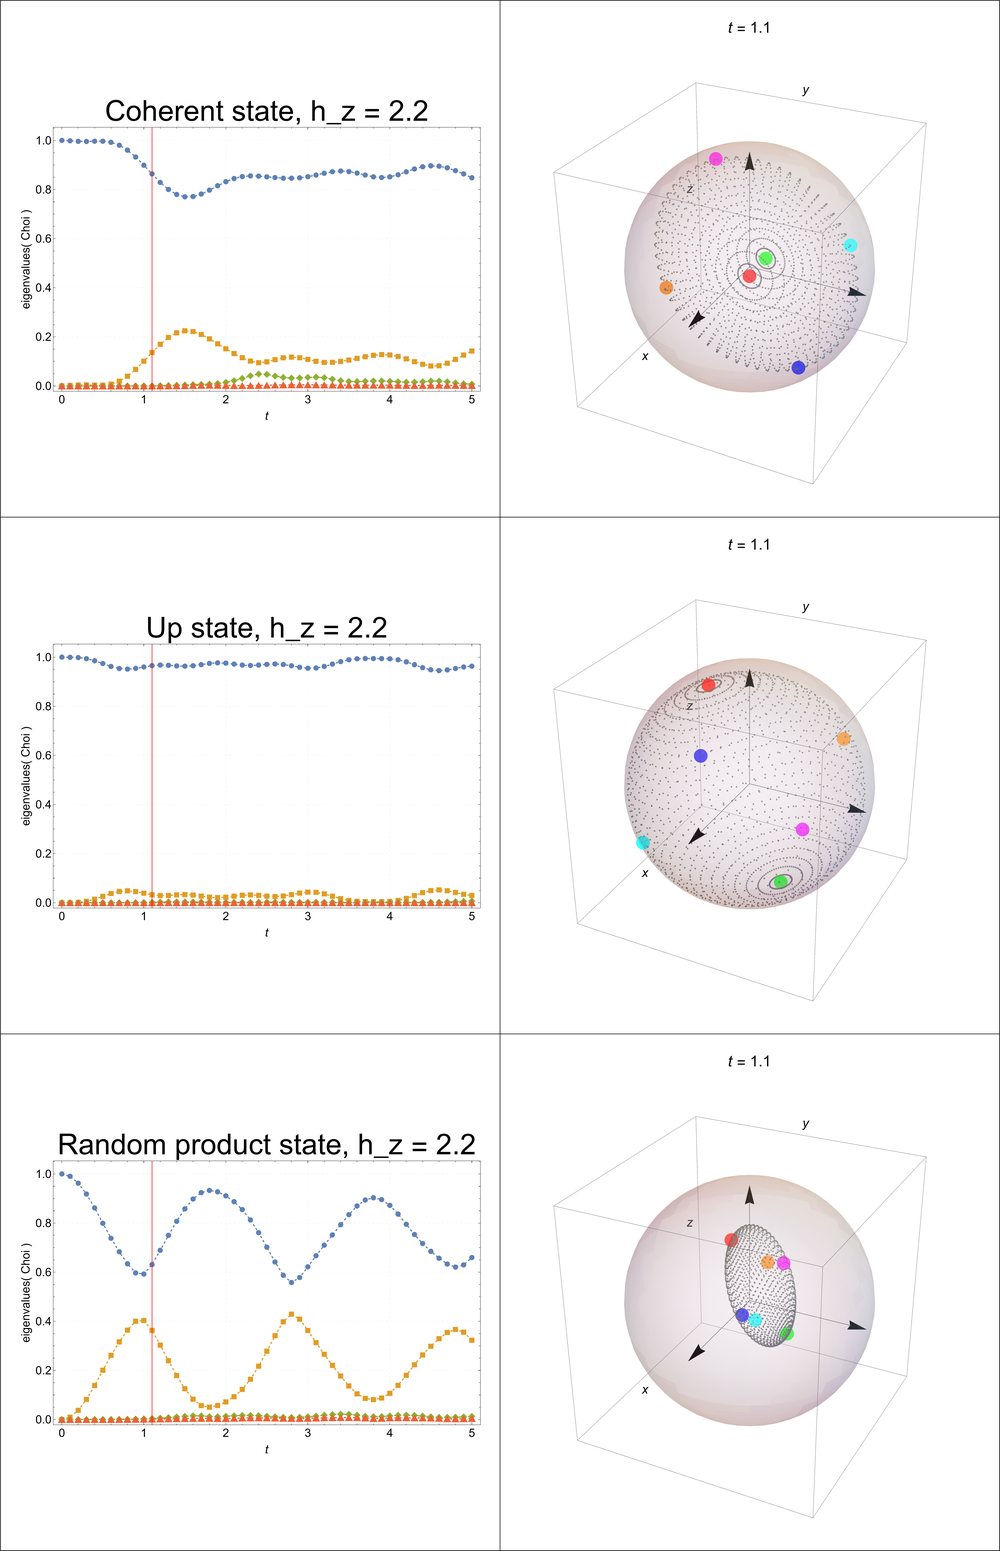 t = 1.1
y
Coherent state, h_z = 2.2
1.0
0.8
0.6
0.4
0.2
0.0
eigenvalues( Choi )
0 1 2 3 4 5
t
z
x
t = 1.1
y
Up state, h_z = 2.2
1.0
0.8
0.6
0.4
0.2
0.0
eigenvalues( Choi )
0 1 2 3 4 5
t
z
x
t = 1.1
y
Random product state, h_z = 2.2
1.0
0.8
0.6
0.4
0.2
0.0
eigenvalues( Choi )
0 1 2 3 4 5
t
z
x